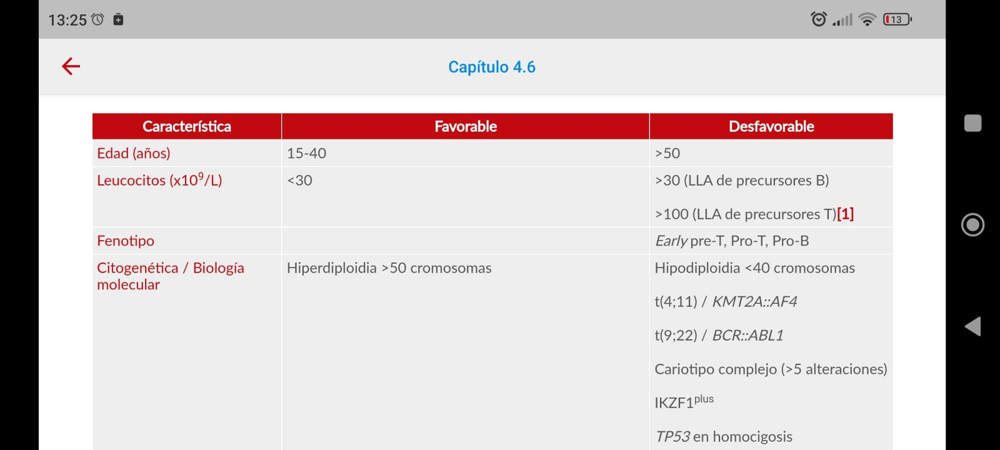 13:25
13
Capítulo 4.6
Característica Favorable Desfavorable
Edad (años) 15-40 >50
Leucocitos (x10⁹/L) <30 >30 (LLA de precursores B)
>100 (LLA de precursores T)[1]
Fenotipo Early pre-T, Pro-T, Pro-B
Citogenética / Biología Hiperdiploidia >50 cromosomas Hipodiploidia <40 cromosomas
molecular
t(4;11) / KMT2A::AF4
t(9;22) / BCR::ABL1
Cariotipo complejo (>5 alteraciones)
IKZF1ᵖˡᵘˢ
TP53 en homocigosis